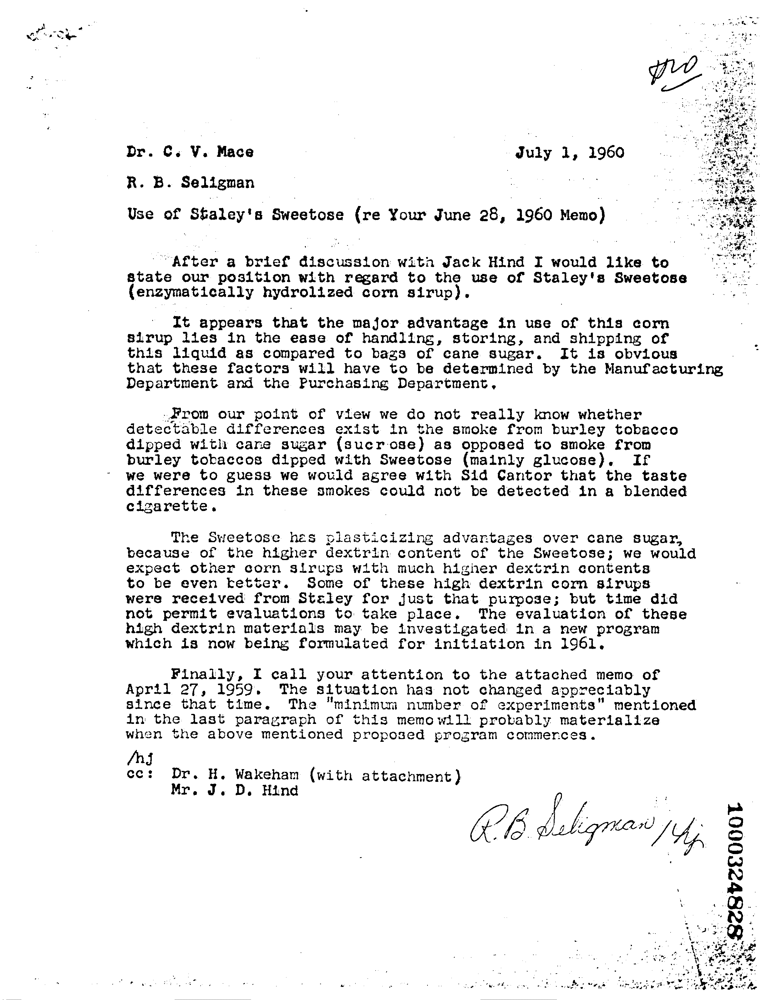 Dr. C. V. Mace July 1, 1960
R. B. Seligman
Use of Staley's Sweetose (re Your June 28, 1960 Memo)
After a brief discussion with Jack Hind I would like to
state our position with regard to the use of Staley's Sweetose
(enzymatically hydrolized corn sirup).
It appears that the major advantage in use of this corn
sirup lies in the ease of handling, storing, and shipping of
this liquid as compared to bags of cane sugar. It is obvious
that these factors will have to be determined by the Manufacturing
Department and the Purchasing Department.
From our point of view we do not really know whether
detectable differences exist in the smoke from burley tobacco
dipped with cane sugar (sucrose) as opposed to smoke from
burley tobaccos dipped with Sweetose (mainly glucose). If
we were to guess we would agree with Sid Cantor that the taste
differences in these smokes could not be detected in a blended
cigarette.
The Sweetose has plasticizing advantages over cane sugar,
because of the higher dextrin content of the Sweetose; we would
expect other corn sirups with much higher dextrin contents
to be even better. Some of these high dextrin corn sirups
were received from Staley for just that purpose; but time did
not permit evaluations to take place. The evaluation of these
high dextrin materials may be investigated in a new program
which is now being formulated for initiation in 1961.
Finally, I call your attention to the attached memo of
April 27, 1959. The situation has not changed appreciably
since that time. The "minimum number of experiments" mentioned
in the last paragraph of this memo will probably materialize
when the above mentioned proposed program commences.
/hj
cc: Dr. H. Wakeham (with attachment)
Mr. J. D. Hind
R.B. Seligman /hj
1000324828